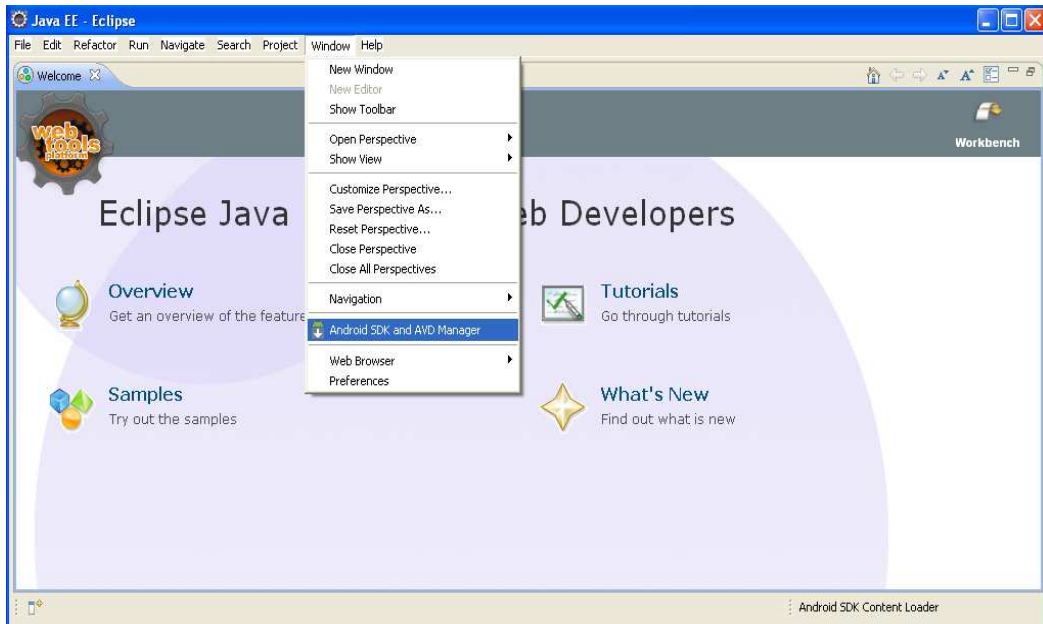 Java EE - Eclipse
File Edit Refactor Run Navigate Search Project Window Help
Welcome
New Window
New Editor
Show Toolbar
Open Perspective
Show View
Customize Perspective...
Save Perspective As...
Reset Perspective...
Close Perspective
Close All Perspectives
Navigation
Android SDK and AVD Manager
Web Browser
Preferences
web
tools
platform
Workbench
Eclipse Java eb Developers
Overview
Get an overview of the feature
Tutorials
Go through tutorials
Samples
Try out the samples
What's New
Find out what is new
Android SDK Content Loader